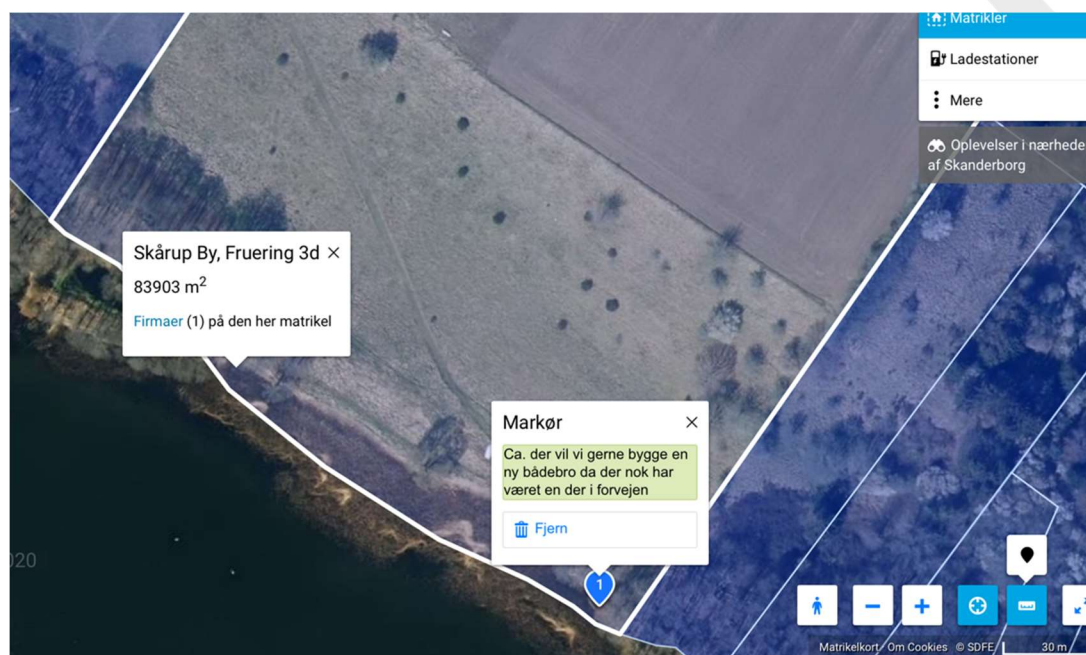 Matrikler
Ladestationer
Mere
Oplevelser i nærhede
af Skanderborg
Skårup By, Fruering 3d
83903 m²
Firmaer (1) på den her matrikel
Markør
Ca. der vil vi gerne bygge en
ny bådebro da der nok har
været en der i forvejen
Fjern
1
020
Matrikelkort Om Cookies © SDFE 30 m